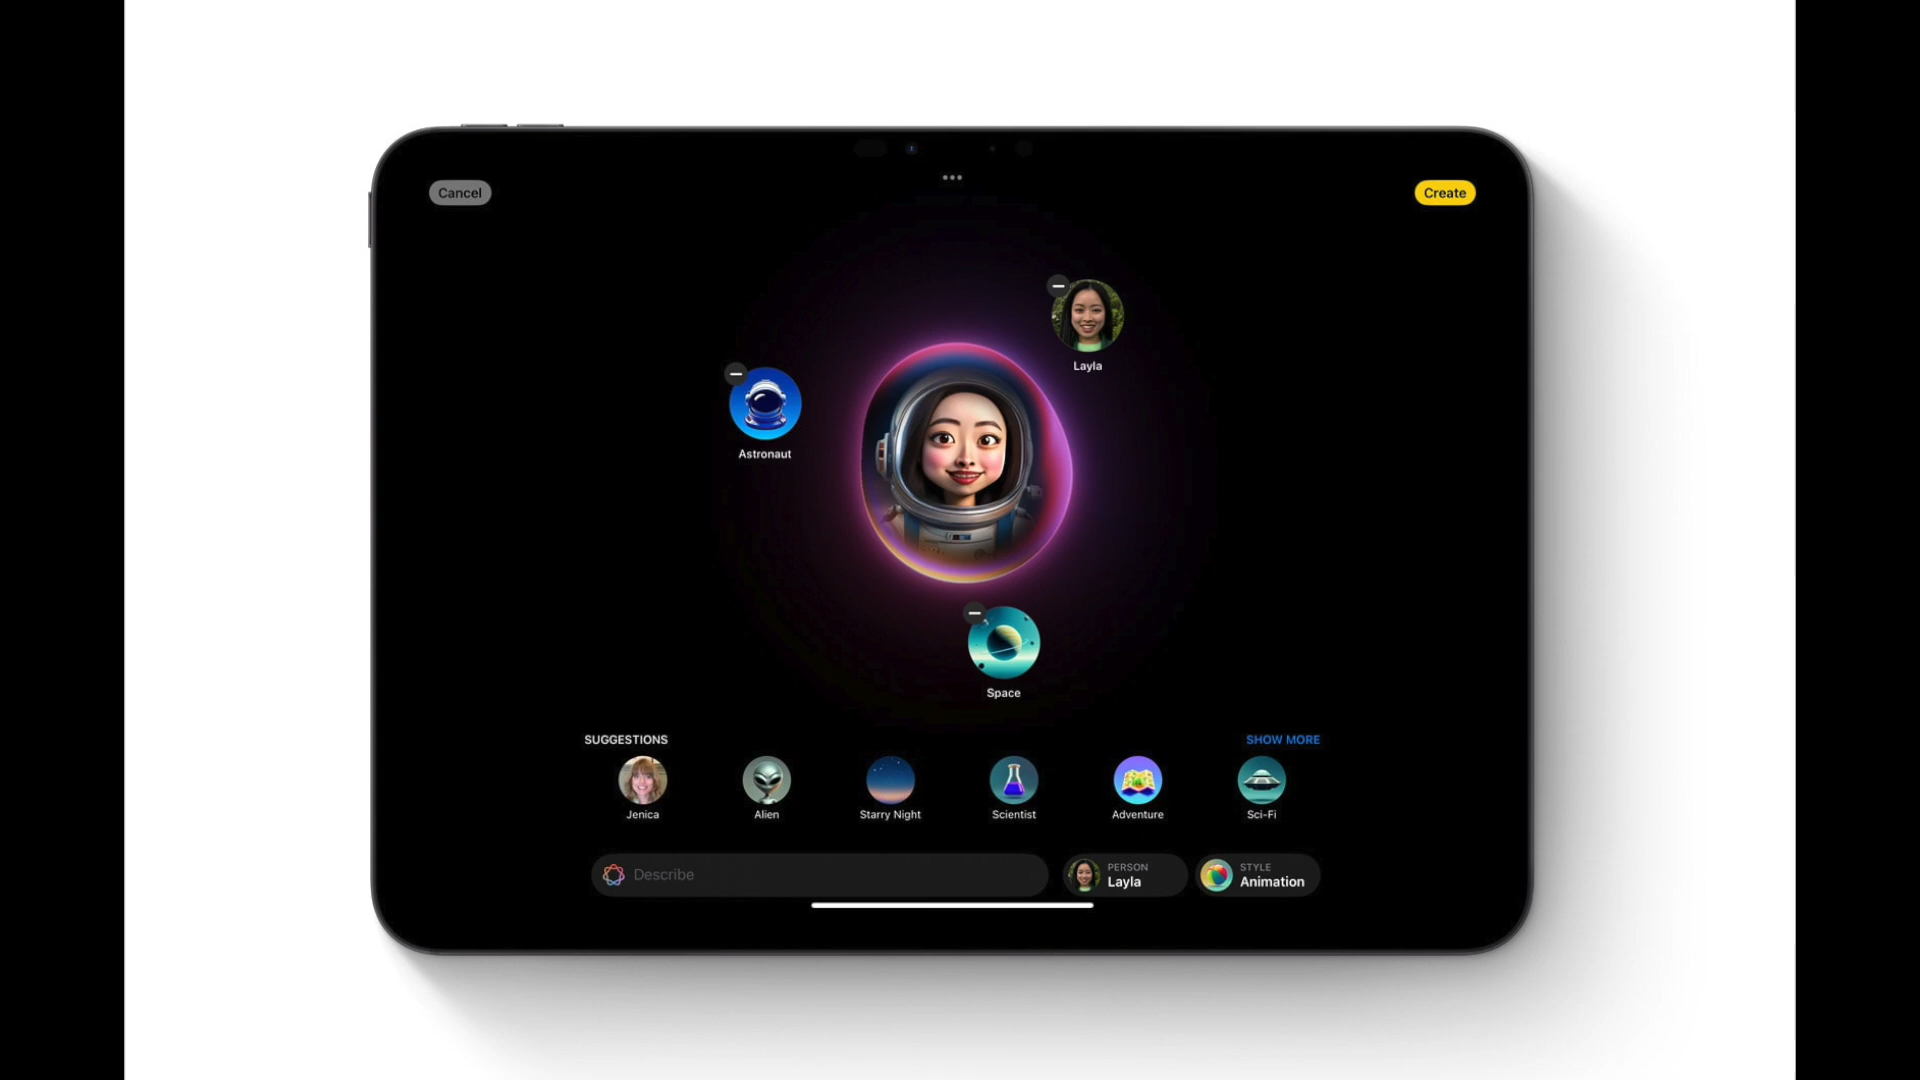 Cancel
Create
Layla
Astronaut
Space
SUGGESTIONS
SHOW MORE
Jenica
Alien
Starry Night
Scientist
Adventure
Sci-Fi
Describe
PERSON
Layla
STYLE
Animation